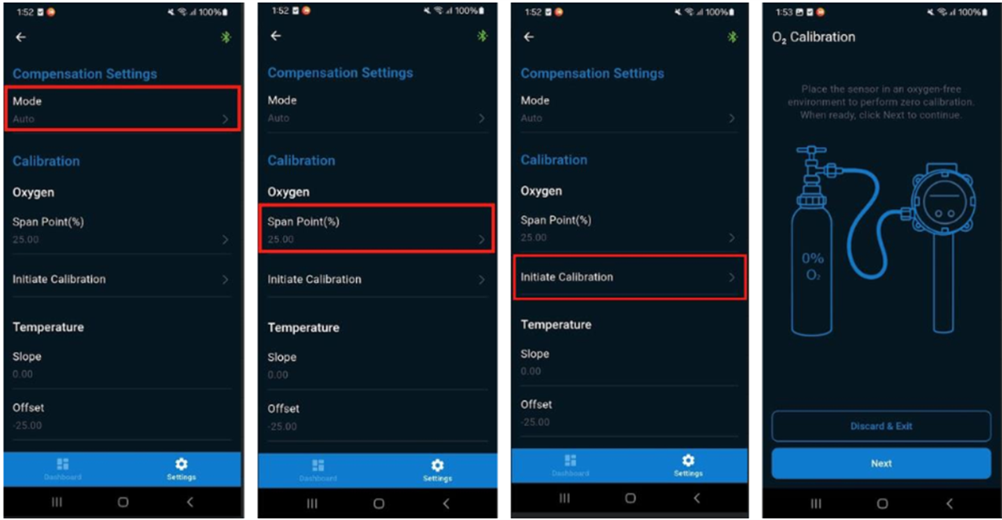 1:52
100%
Compensation Settings
Mode
Auto
Calibration
Oxygen
Span Point(%)
25.00
Initiate Calibration
Temperature
Slope
0.00
Offset
-25.00
Dashboard
Settings
1:52
100%
Compensation Settings
Mode
Auto
Calibration
Oxygen
Span Point(%)
25.00
Initiate Calibration
Temperature
Slope
0.00
Offset
-25.00
Dashboard
Settings
1:52
100%
Compensation Settings
Mode
Auto
Calibration
Oxygen
Span Point(%)
25.00
Initiate Calibration
Temperature
Slope
0.00
Offset
-25.00
Dashboard
Settings
1:53
100%
O₂ Calibration
Place the sensor in an oxygen-free
environment to perform zero calibration.
When ready, click Next to continue.
0%
O₂
Discard & Exit
Next